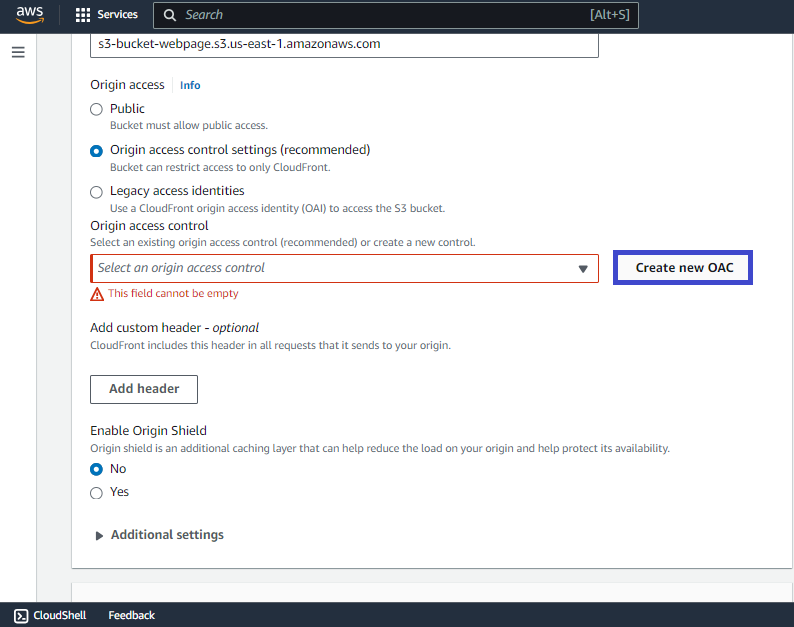 aws
Services
Search
[Alt+S]
s3-bucket-webpage.s3.us-east-1.amazonaws.com
Origin access
Info
Public
Bucket must allow public access.
Origin access control settings (recommended)
Bucket can restrict access to only CloudFront.
Legacy access identities
Use a CloudFront origin access identity (OAI) to access the S3 bucket.
Origin access control
Select an existing origin access control (recommended) or create a new control.
Select an origin access control
Create new OAC
This field cannot be empty
Add custom header - optional
CloudFront includes this header in all requests that it sends to your origin.
Add header
Enable Origin Shield
Origin shield is an additional caching layer that can help reduce the load on your origin and help protect its availability.
No
Yes
Additional settings
CloudShell
Feedback